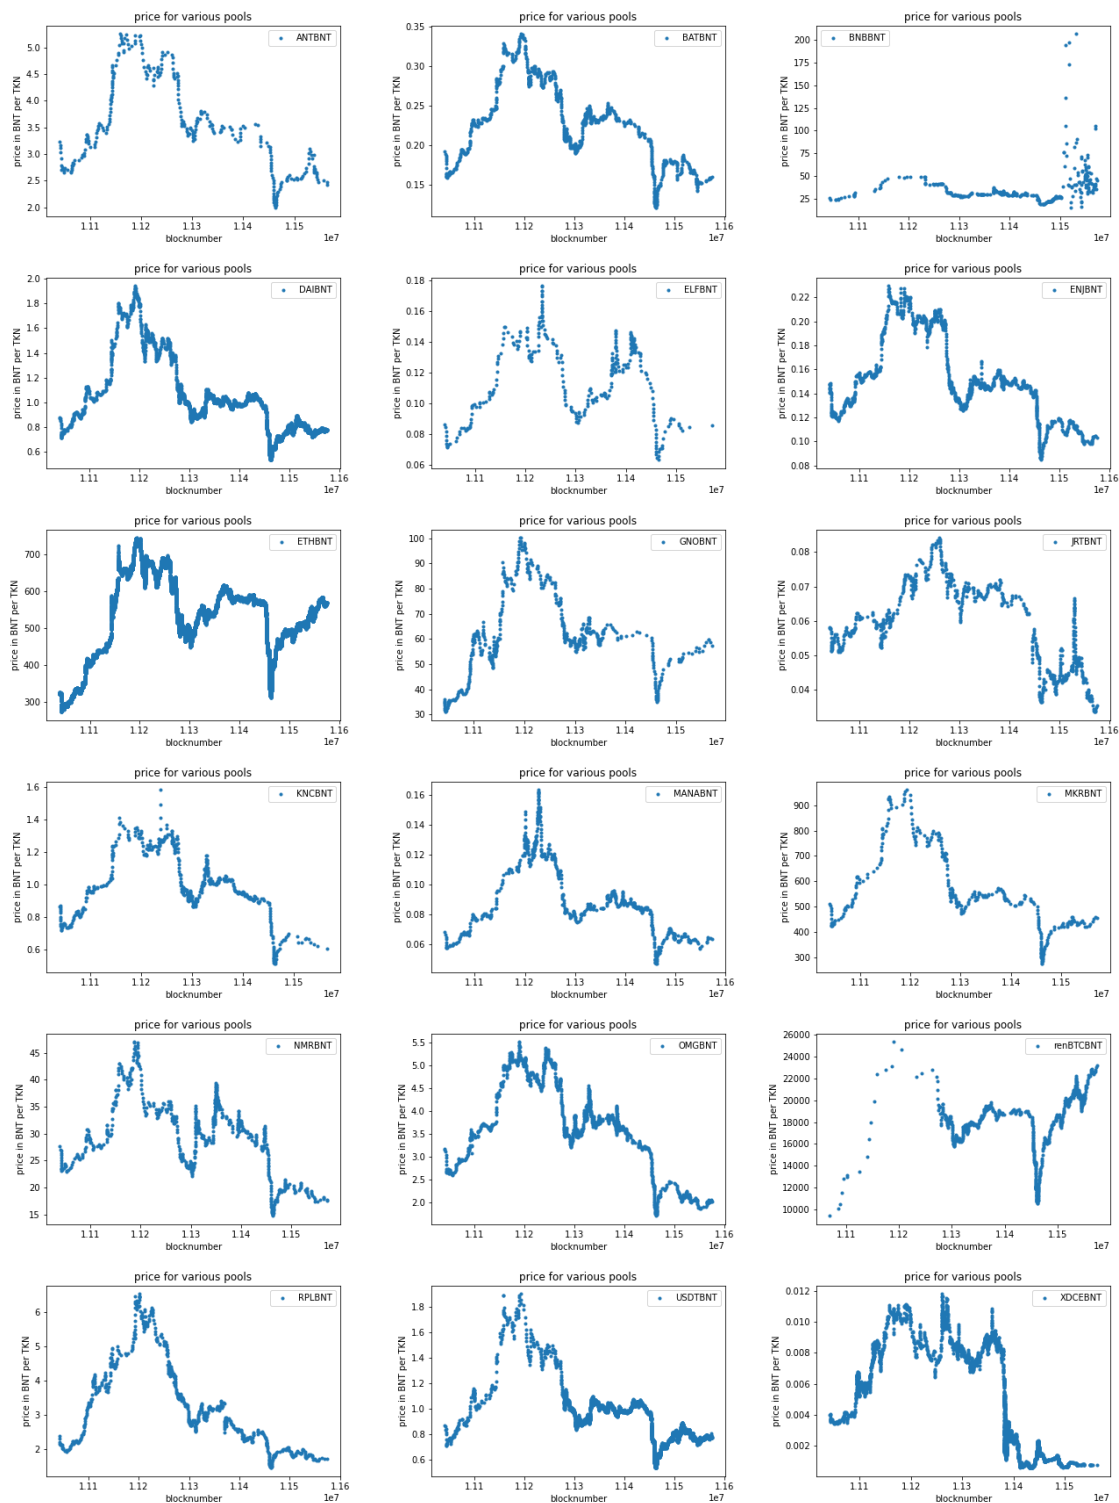 price for various pools price for various pools price for various pools
ANTBNT BATBNT BNBBNT
price in BNT per TKN price in BNT per TKN price in BNT per TKN
5.0 4.5 4.0 3.5 3.0 2.5 2.0
0.35 0.30 0.25 0.20 0.15
200 175 150 125 100 75 50 25
1.11 1.12 1.13 1.14 1.15 1.11 1.12 1.13 1.14 1.15 1.16 1.11 1.12 1.13 1.14 1.15
blocknumber 1e7 blocknumber 1e7 blocknumber 1e7
price for various pools price for various pools price for various pools
DAIBNT ELFBNT ENJBNT
price in BNT per TKN price in BNT per TKN price in BNT per TKN
2.0 1.8 1.6 1.4 1.2 1.0 0.8 0.6
0.18 0.16 0.14 0.12 0.10 0.08 0.06
0.22 0.20 0.18 0.16 0.14 0.12 0.10 0.08
1.11 1.12 1.13 1.14 1.15 1.16 1.11 1.12 1.13 1.14 1.15 1.11 1.12 1.13 1.14 1.15 1.16
blocknumber 1e7 blocknumber 1e7 blocknumber 1e7
price for various pools price for various pools price for various pools
ETHBNT GNOBNT JRTBNT
price in BNT per TKN price in BNT per TKN price in BNT per TKN
700 600 500 400 300
100 90 80 70 60 50 40 30
0.08 0.07 0.06 0.05 0.04
1.11 1.12 1.13 1.14 1.15 1.16 1.11 1.12 1.13 1.14 1.15 1.11 1.12 1.13 1.14 1.15 1.16
blocknumber 1e7 blocknumber 1e7 blocknumber 1e7
price for various pools price for various pools price for various pools
KNCBNT MANABNT MKRBNT
price in BNT per TKN price in BNT per TKN price in BNT per TKN
1.6 1.4 1.2 1.0 0.8 0.6
0.16 0.14 0.12 0.10 0.08 0.06
900 800 700 600 500 400 300
1.11 1.12 1.13 1.14 1.15 1.11 1.12 1.13 1.14 1.15 1.16 1.11 1.12 1.13 1.14 1.15
blocknumber 1e7 blocknumber 1e7 blocknumber 1e7
price for various pools price for various pools price for various pools
NMRBNT OMGBNT renBTCBNT
price in BNT per TKN price in BNT per TKN price in BNT per TKN
45 40 35 30 25 20 15
5.5 5.0 4.5 4.0 3.5 3.0 2.5 2.0
26000 24000 22000 20000 18000 16000 14000 12000 10000
1.11 1.12 1.13 1.14 1.15 1.11 1.12 1.13 1.14 1.15 1.16 1.11 1.12 1.13 1.14 1.15
blocknumber 1e7 blocknumber 1e7 blocknumber 1e7
price for various pools price for various pools price for various pools
RPLBNT USDTBNT XDCEBNT
price in BNT per TKN price in BNT per TKN price in BNT per TKN
6 5 4 3 2
1.8 1.6 1.4 1.2 1.0 0.8 0.6
0.012 0.010 0.008 0.006 0.004 0.002
1.11 1.12 1.13 1.14 1.15 1.11 1.12 1.13 1.14 1.15 1.16 1.11 1.12 1.13 1.14 1.15
blocknumber 1e7 blocknumber 1e7 blocknumber 1e7